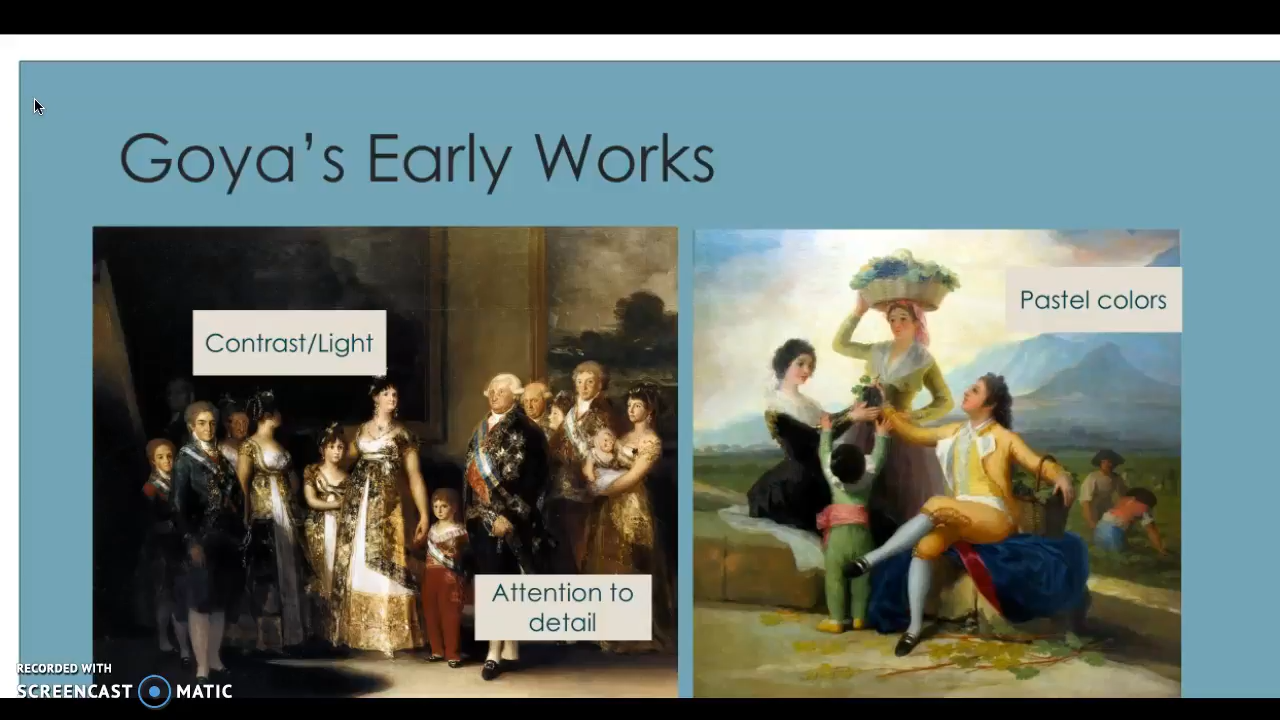 Goya's Early Works
Contrast/Light
Pastel colors
Attention to
detail
RECORDED WITH
SCREENCAST MATIC